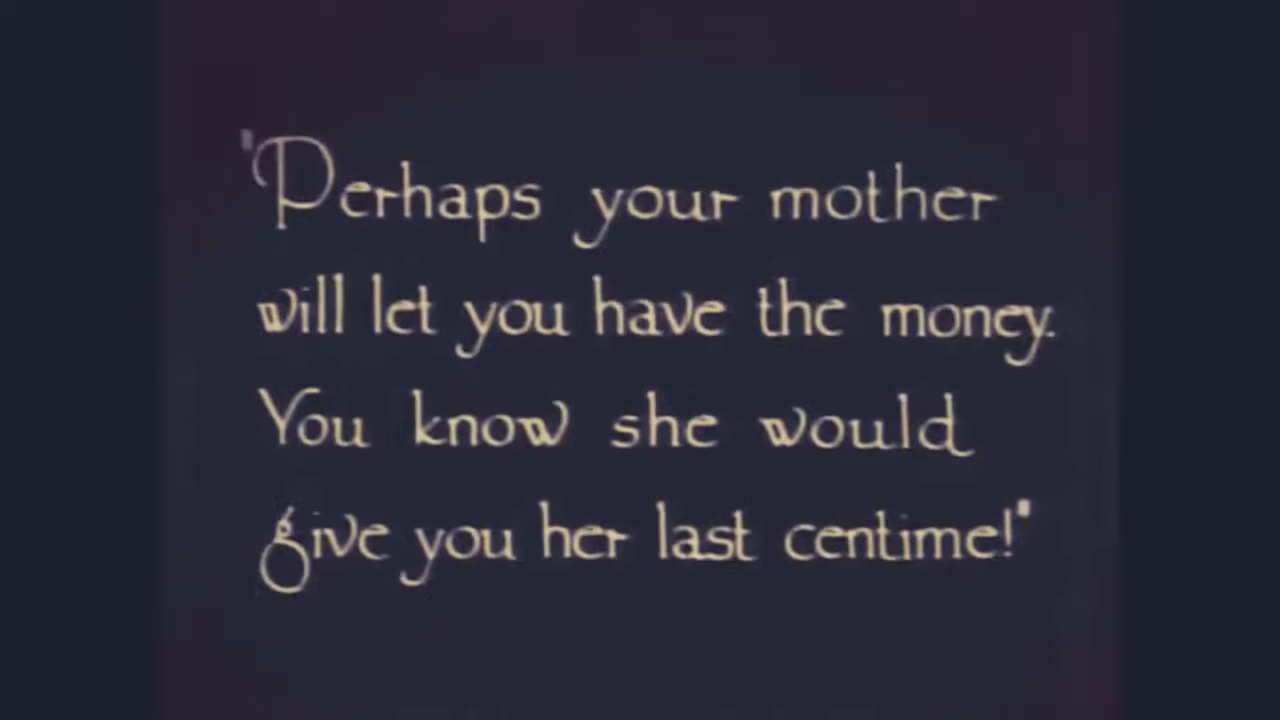 "Perhaps your mother
will let you have the money.
You know she would
give you her last centime!"